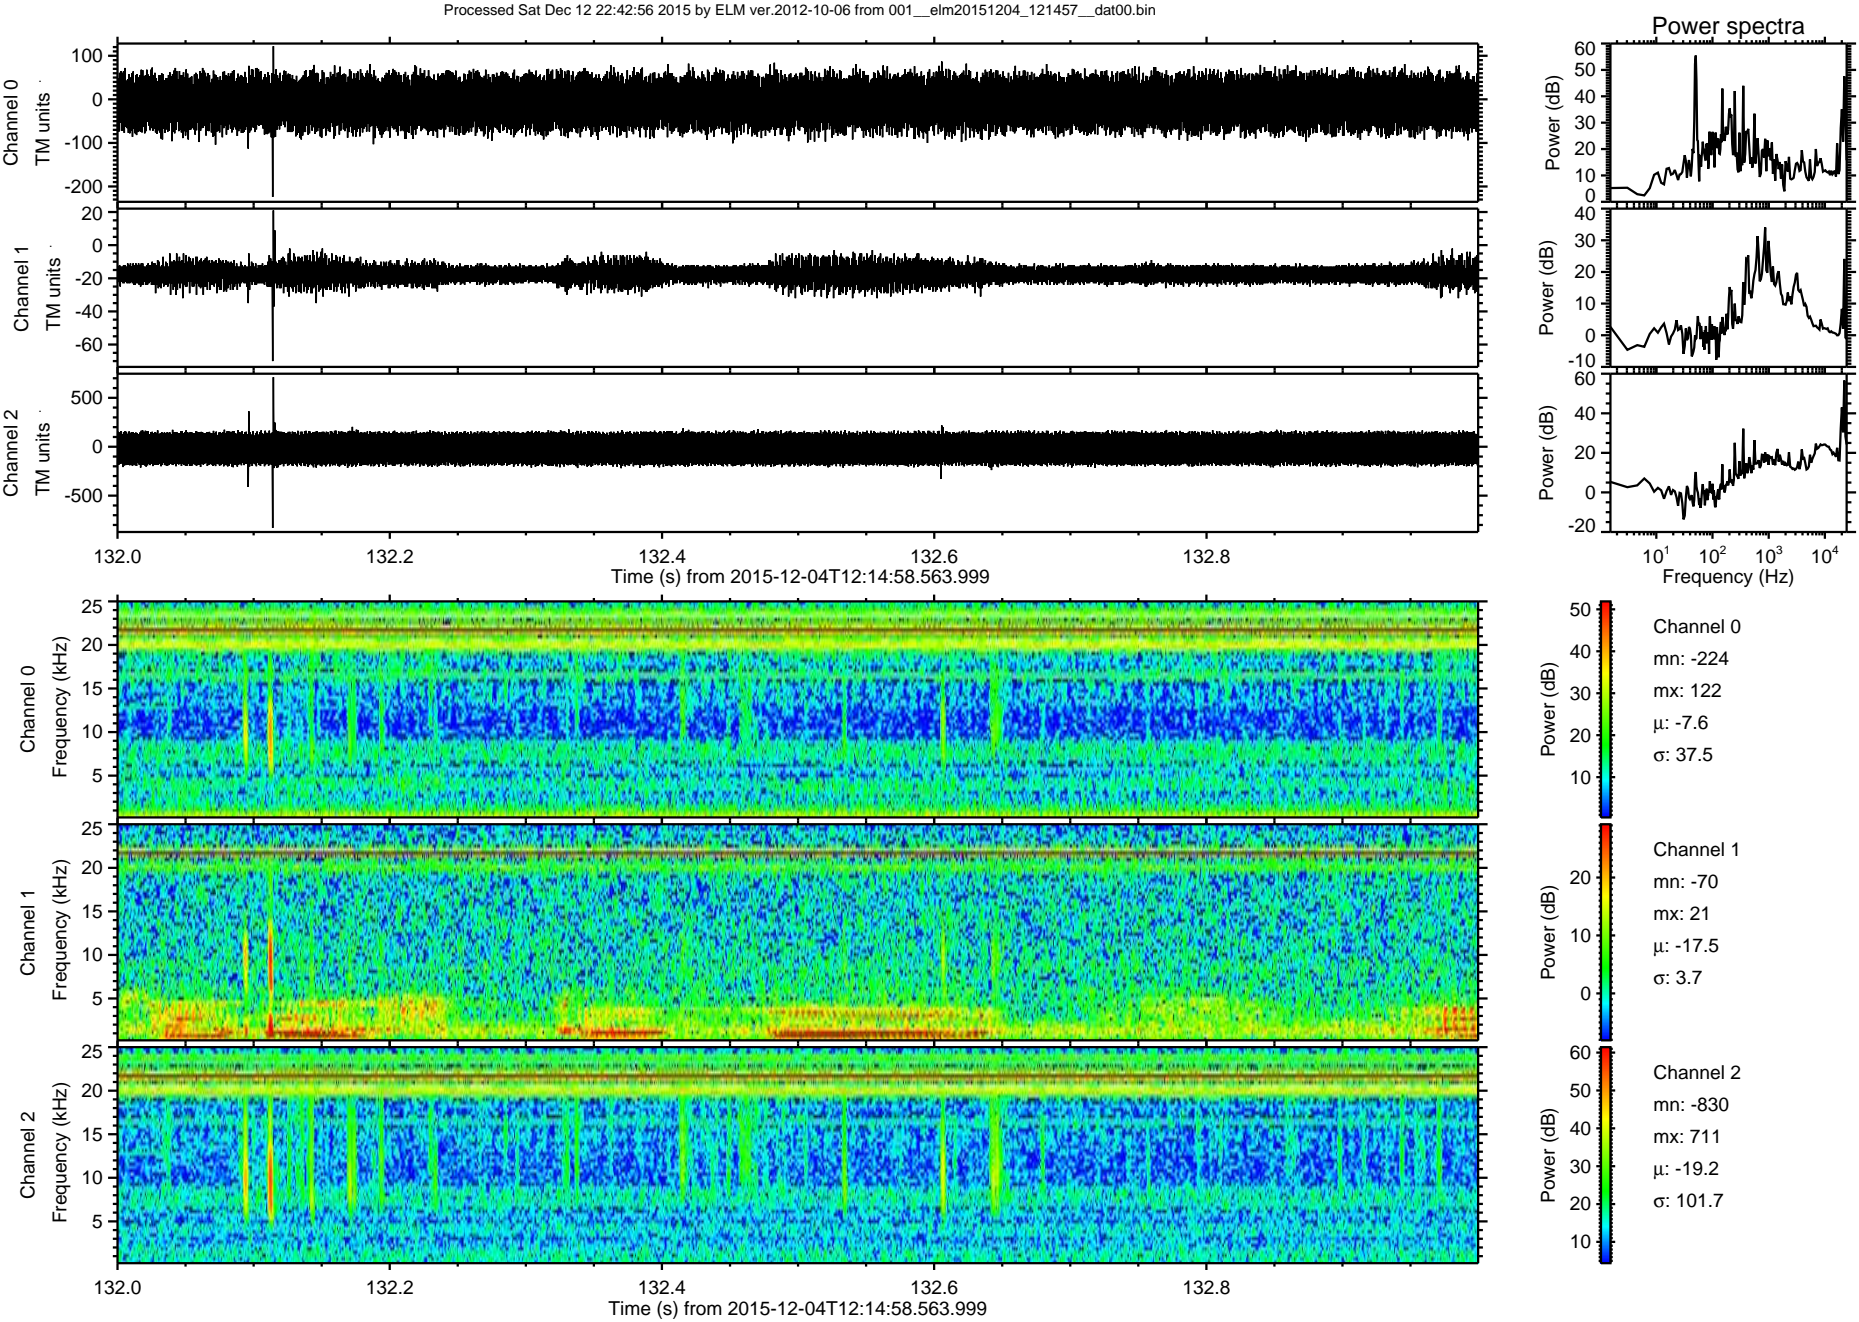 Processed Sat Dec 12 22:42:56 2015 by ELM ver.2012-10-06 from 001__elm20151204_121457__dat00.bin
Power spectra
Channel 0
TM units
100
0
-100
-200
Power (dB)
60
50
40
30
20
10
0
Channel 1
TM units
20
0
-20
-40
-60
Power (dB)
40
30
20
10
0
-10
Channel 2
TM units
500
0
-500
Power (dB)
60
40
20
0
-20
132.0 132.2 132.4 132.6 132.8
Time (s) from 2015-12-04T12:14:58.563.999
10^1 10^2 10^3 10^4
Frequency (Hz)
Channel 0
Frequency (kHz)
25
20
15
10
5
Power (dB)
50
40
30
20
10
Channel 0
mn: -224
mx: 122
μ: -7.6
σ: 37.5
Channel 1
Frequency (kHz)
25
20
15
10
5
Power (dB)
20
10
0
Channel 1
mn: -70
mx: 21
μ: -17.5
σ: 3.7
Channel 2
Frequency (kHz)
25
20
15
10
5
Power (dB)
60
50
40
30
20
10
Channel 2
mn: -830
mx: 711
μ: -19.2
σ: 101.7
132.0 132.2 132.4 132.6 132.8
Time (s) from 2015-12-04T12:14:58.563.999